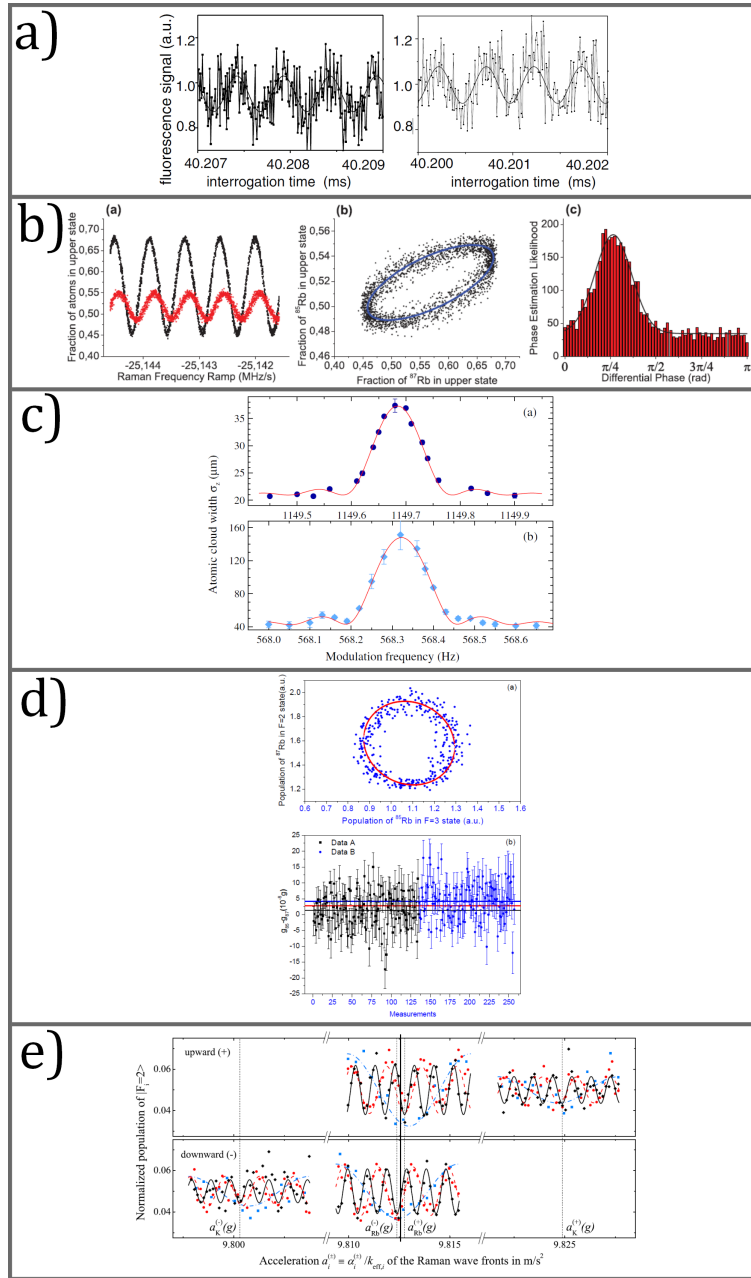 a)
fluorescence signal (a.u.)
1.2
1.0
0.8
40.207
40.208
40.209
interrogation time (ms)
1.2
1.0
0.8
40.200
40.201
40.202
interrogation time (ms)
b)
(a)
Fraction of atoms in upper state
0,70
0,65
0,60
0,55
0,50
0,45
0,40
-25,144
-25,143
-25,142
Raman Frequency Ramp (MHz/s)
(b)
Fraction of ⁸⁵Rb in upper state
0,56
0,54
0,52
0,50
0,48
0,46
0,40
0,45
0,50
0,55
0,60
0,65
0,70
Fraction of ⁸⁷Rb in upper state
(c)
Phase Estimation Likelihood
200
150
100
50
0
0
π/4
π/2
3π/4
π
Differential Phase (rad)
c)
Atomic cloud width σz (μm)
(a)
35
30
25
20
1149.5
1149.6
1149.7
1149.8
1149.9
(b)
160
120
80
40
568.0
568.1
568.2
568.3
568.4
568.5
568.6
Modulation frequency (Hz)
d)
(a)
Population of ⁸⁷Rb in F=2 state(a.u.)
2.0
1.8
1.6
1.4
1.2
0.6
0.7
0.8
0.9
1.0
1.1
1.2
1.3
1.4
1.5
1.6
Population of ⁸⁵Rb in F=3 state (a.u.)
(b)
Data A
Data B
25
20
15
10
5
0
-5
-10
-15
-20
-25
0
25
50
75
100
125
150
175
200
225
250
Measurements
e)
Normalized population of |Fᵢ=2>
upward (+)
0.06
0.04
downward (-)
0.06
0.04
a_K^(-)(g)
a_Rb^(-)(g)
a_Rb^(+)(g)
a_K^(+)(g)
9.800
9.810
9.815
9.825
Acceleration aᵢ^(±) ≡ αᵢ^(±)/k_eff,i of the Raman wave fronts in m/s²